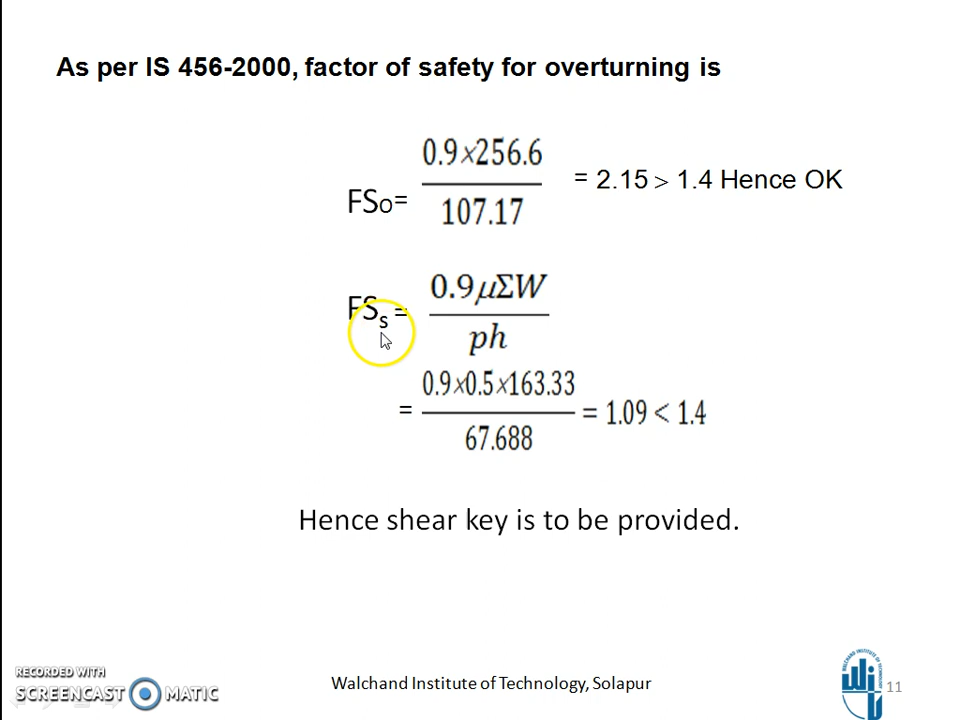 As per IS 456-2000, factor of safety for overturning is
FSO= 0.9×256.6 / 107.17 = 2.15 > 1.4 Hence OK
FSs = 0.9μΣW / ph
= 0.9×0.5×163.33 / 67.688 = 1.09 < 1.4
Hence shear key is to be provided.
RECORDED WITH
SCREENCAST MATIC
Walchand Institute of Technology, Solapur
11